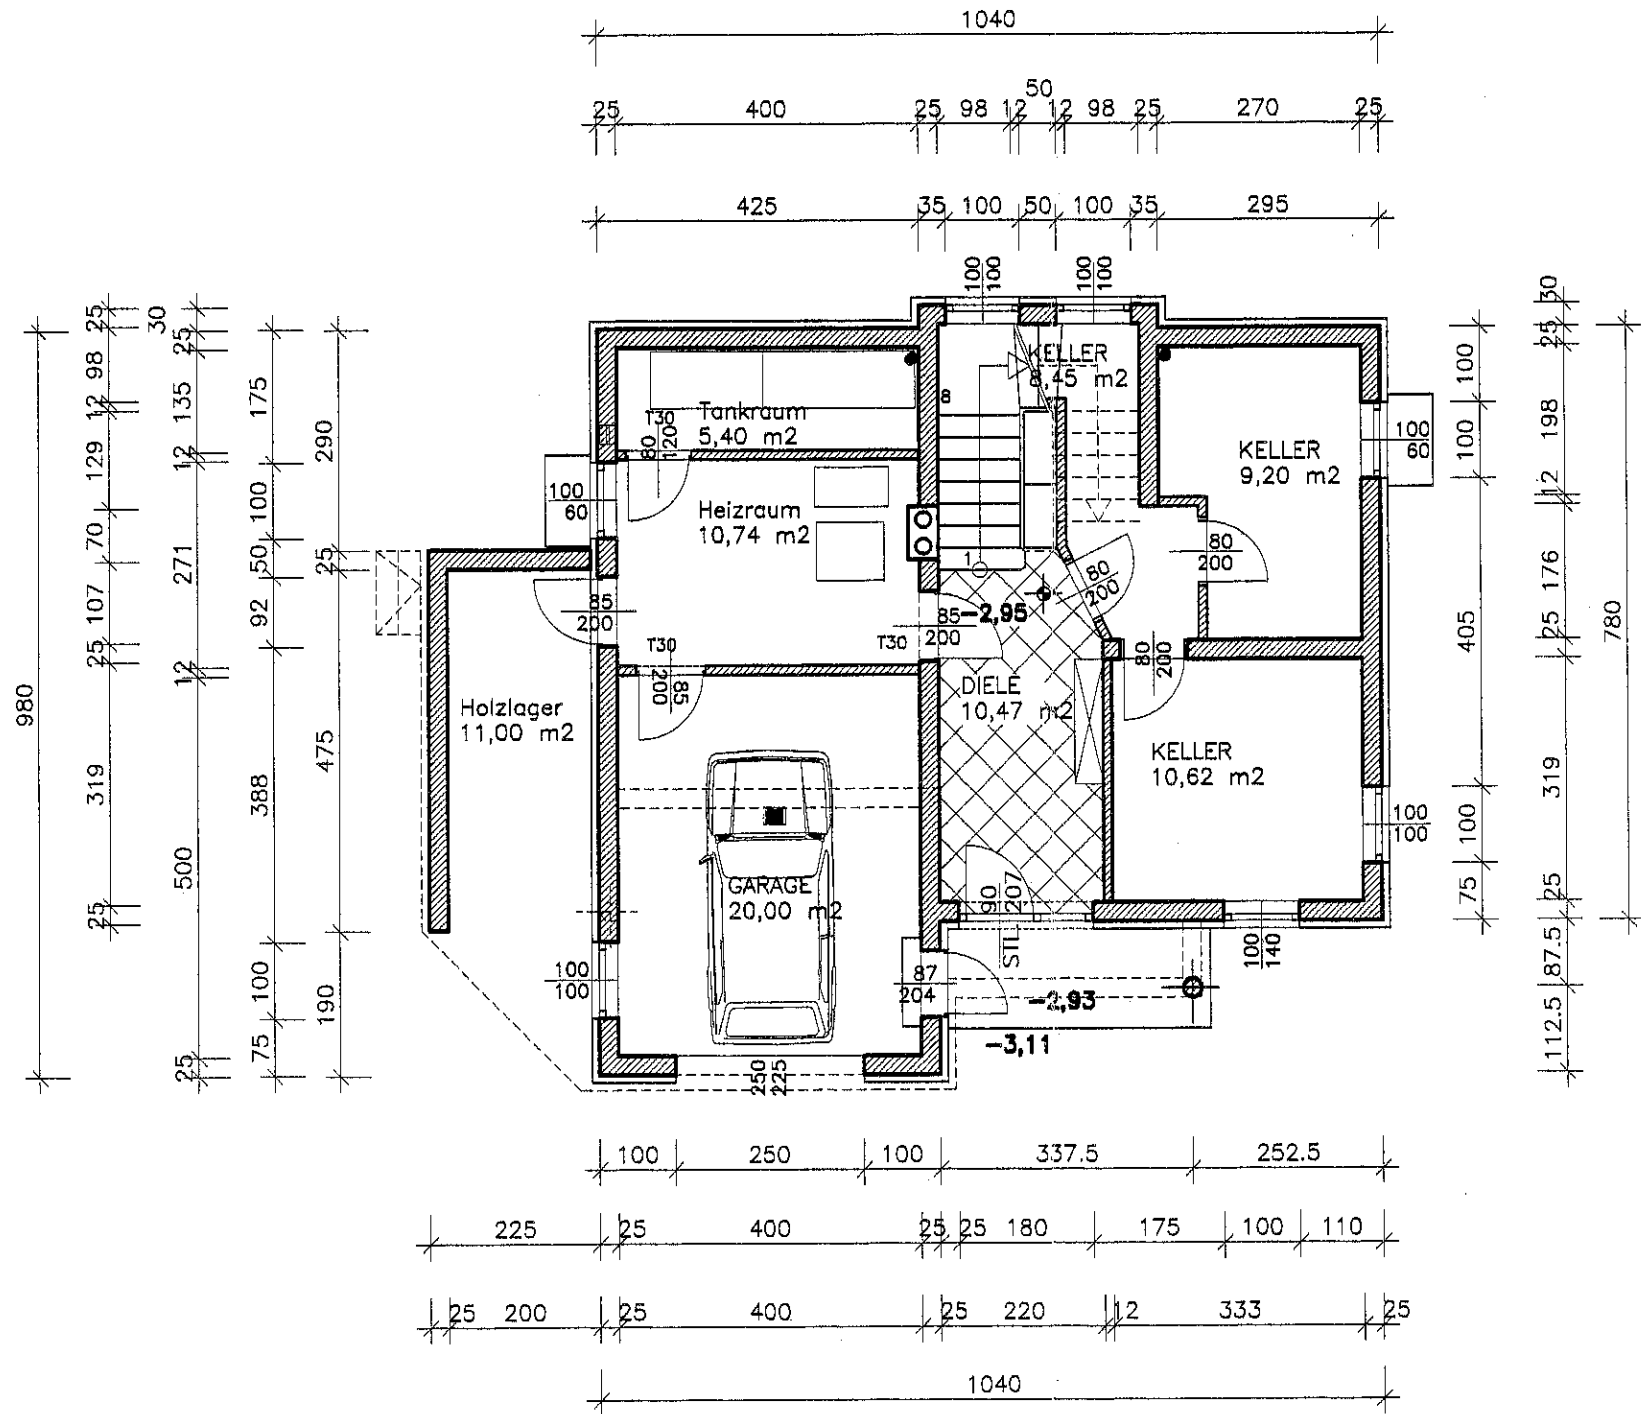 1040
50
25 400 25 98 12 12 98 25 270 25
425 35 100 50 100 35 295
100
100
100
100
980
25 98 12 129 70 107 25 319 25
30
25 135 12 271 12 500 25
175 100 50 92 388 100 75
290 25 475 190
KELLER
8,45 m2
8
1
Tankraum
5,40 m2
T30
80
120
KELLER
9,20 m2
100
60
Heizraum
10,74 m2
100
60
80
200
80
200
85
200
-2,95
85
200
T30
T30
85
200
80
200
DIELE
10,47 m2
Holzlager
11,00 m2
KELLER
10,62 m2
100
100
GARAGE
20,00 m2
90
207
STL
100
140
100
100
87
204
-2,93
-3,11
250
225
100 100 405 100 75
30 25 198 12 176 25 319 25 87.5 112.5
780
100 250 100 337.5 252.5
225 25 400 25 25 180 175 100 110
25 200 25 400 25 220 12 333 25
1040